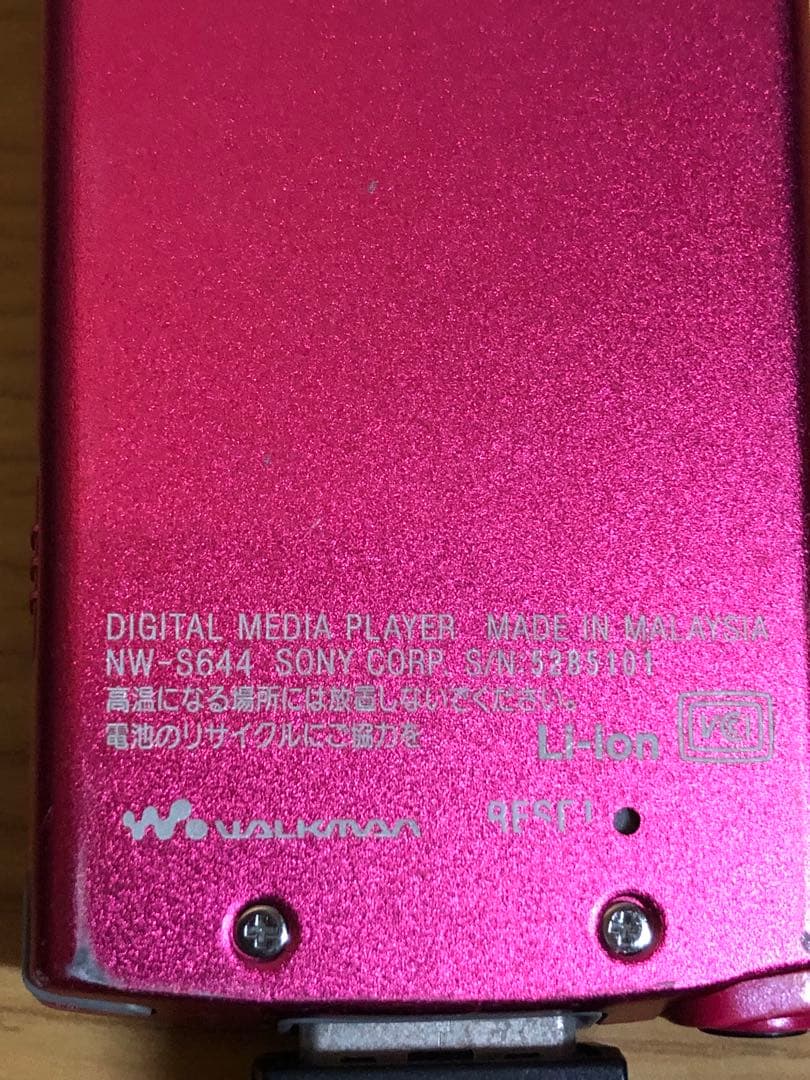 DIGITAL MEDIA PLAYER MADE IN MALAYSIA
NW-S644 SONY CORP. S/N:5285101
高温になる場所には放置しないでください。
電池のリサイクルにご協力を
Li-ion VCCI
WALKMAN RESET